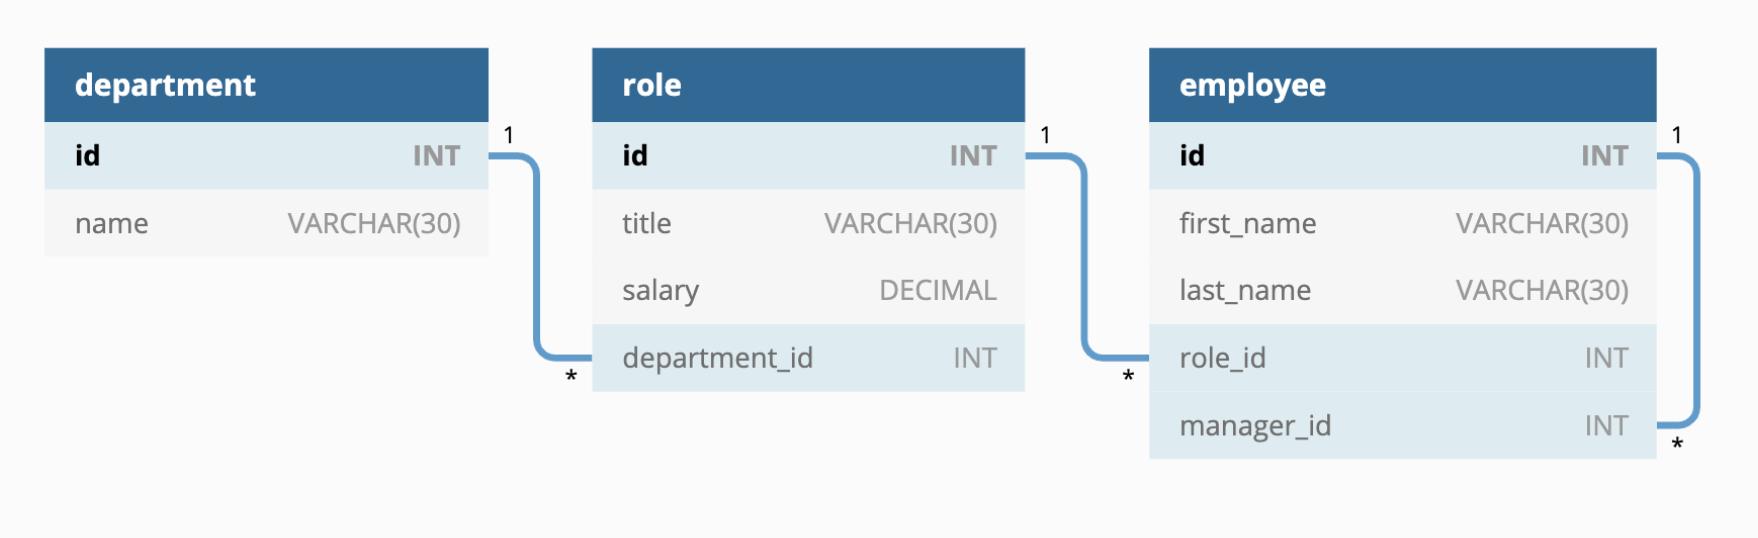 department
id INT
name VARCHAR(30)
1
*
role
id INT
title VARCHAR(30)
salary DECIMAL
department_id INT
1
*
employee
id INT
first_name VARCHAR(30)
last_name VARCHAR(30)
role_id INT
manager_id INT
1
*